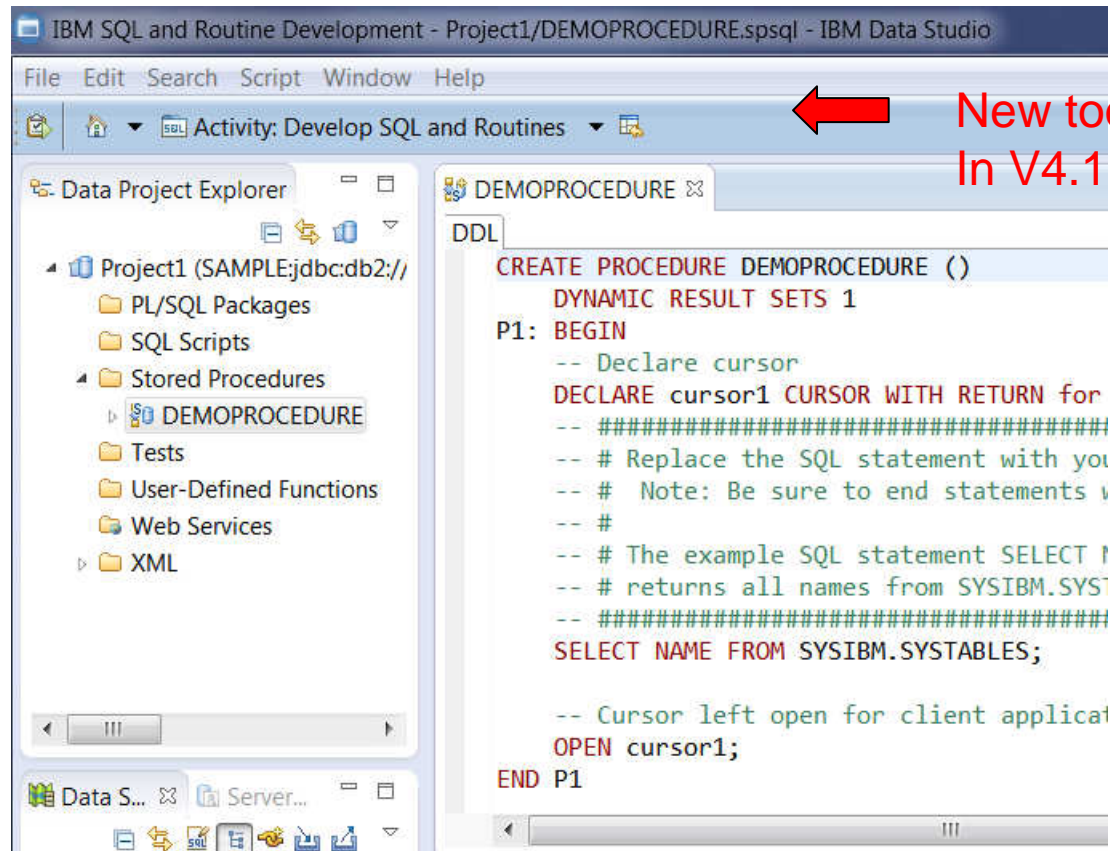 IBM SQL and Routine Development - Project1/DEMOPROCEDURE.spsql - IBM Data Studio
File Edit Search Script Window Help
Activity: Develop SQL and Routines
New
In V4.1
Data Project Explorer
Project1 (SAMPLE:jdbc:db2://
PL/SQL Packages
SQL Scripts
Stored Procedures
DEMOPROCEDURE
Tests
User-Defined Functions
Web Services
XML
Data S... Server...
DEMOPROCEDURE
DDL
CREATE PROCEDURE DEMOPROCEDURE ()
DYNAMIC RESULT SETS 1
P1: BEGIN
-- Declare cursor
DECLARE cursor1 CURSOR WITH RETURN for
-- #####################################
-- # Replace the SQL statement with
-- # Note: Be sure to end statements
-- #
-- # The example SQL statement SELECT
-- # returns all names from
-- #####################################
SELECT NAME FROM SYSIBM.SYSTABLES;
-- Cursor left open for client
OPEN cursor1;
END P1